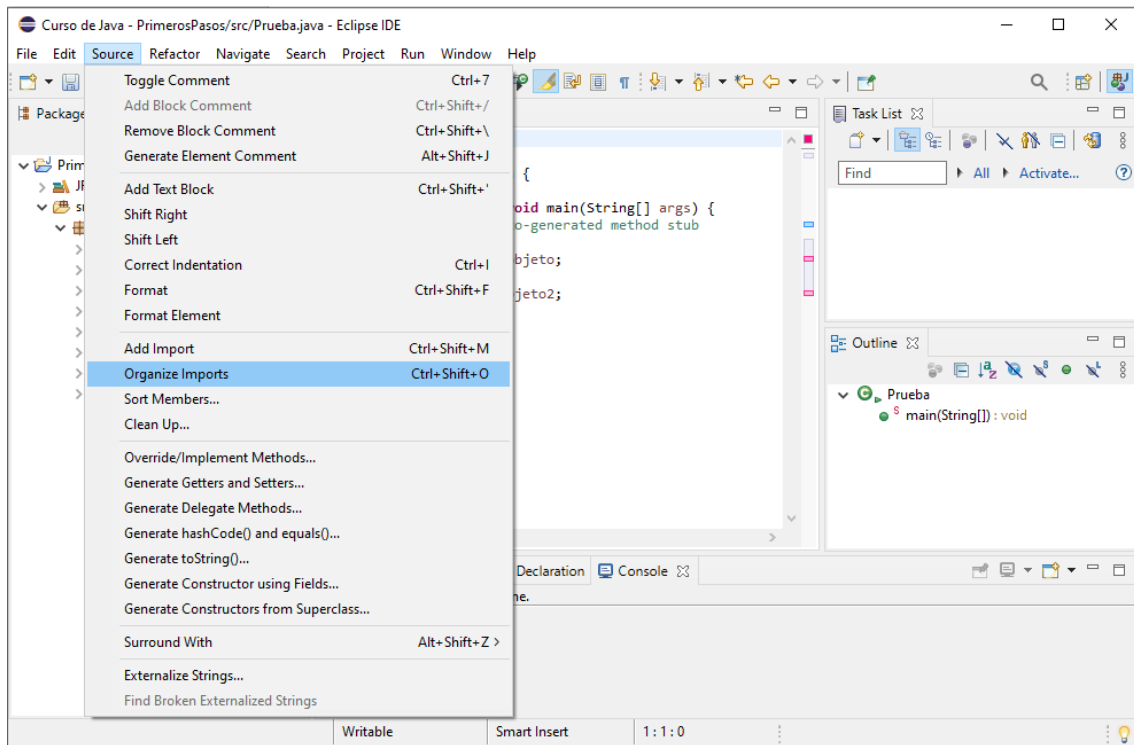 Curso de Java - PrimerosPasos/src/Prueba.java - Eclipse IDE
File Edit Source Refactor Navigate Search Project Run Window Help
Toggle Comment Ctrl+7
Add Block Comment Ctrl+Shift+/
Remove Block Comment Ctrl+Shift+\
Generate Element Comment Alt+Shift+J
Add Text Block Ctrl+Shift+'
Shift Right
Shift Left
Correct Indentation Ctrl+I
Format Ctrl+Shift+F
Format Element
Add Import Ctrl+Shift+M
Organize Imports Ctrl+Shift+O
Sort Members...
Clean Up...
Override/Implement Methods...
Generate Getters and Setters...
Generate Delegate Methods...
Generate hashCode() and equals()...
Generate toString()...
Generate Constructor using Fields...
Generate Constructors from Superclass...
Surround With Alt+Shift+Z >
Externalize Strings...
Find Broken Externalized Strings
Package
Prim
JR
sr
{
oid main(String[] args) {
o-generated method stub
bjeto;
jeto2;
Task List
Find All Activate...
Outline
Prueba
S main(String[]) : void
Declaration Console
ne.
Writable Smart Insert 1 : 1 : 0